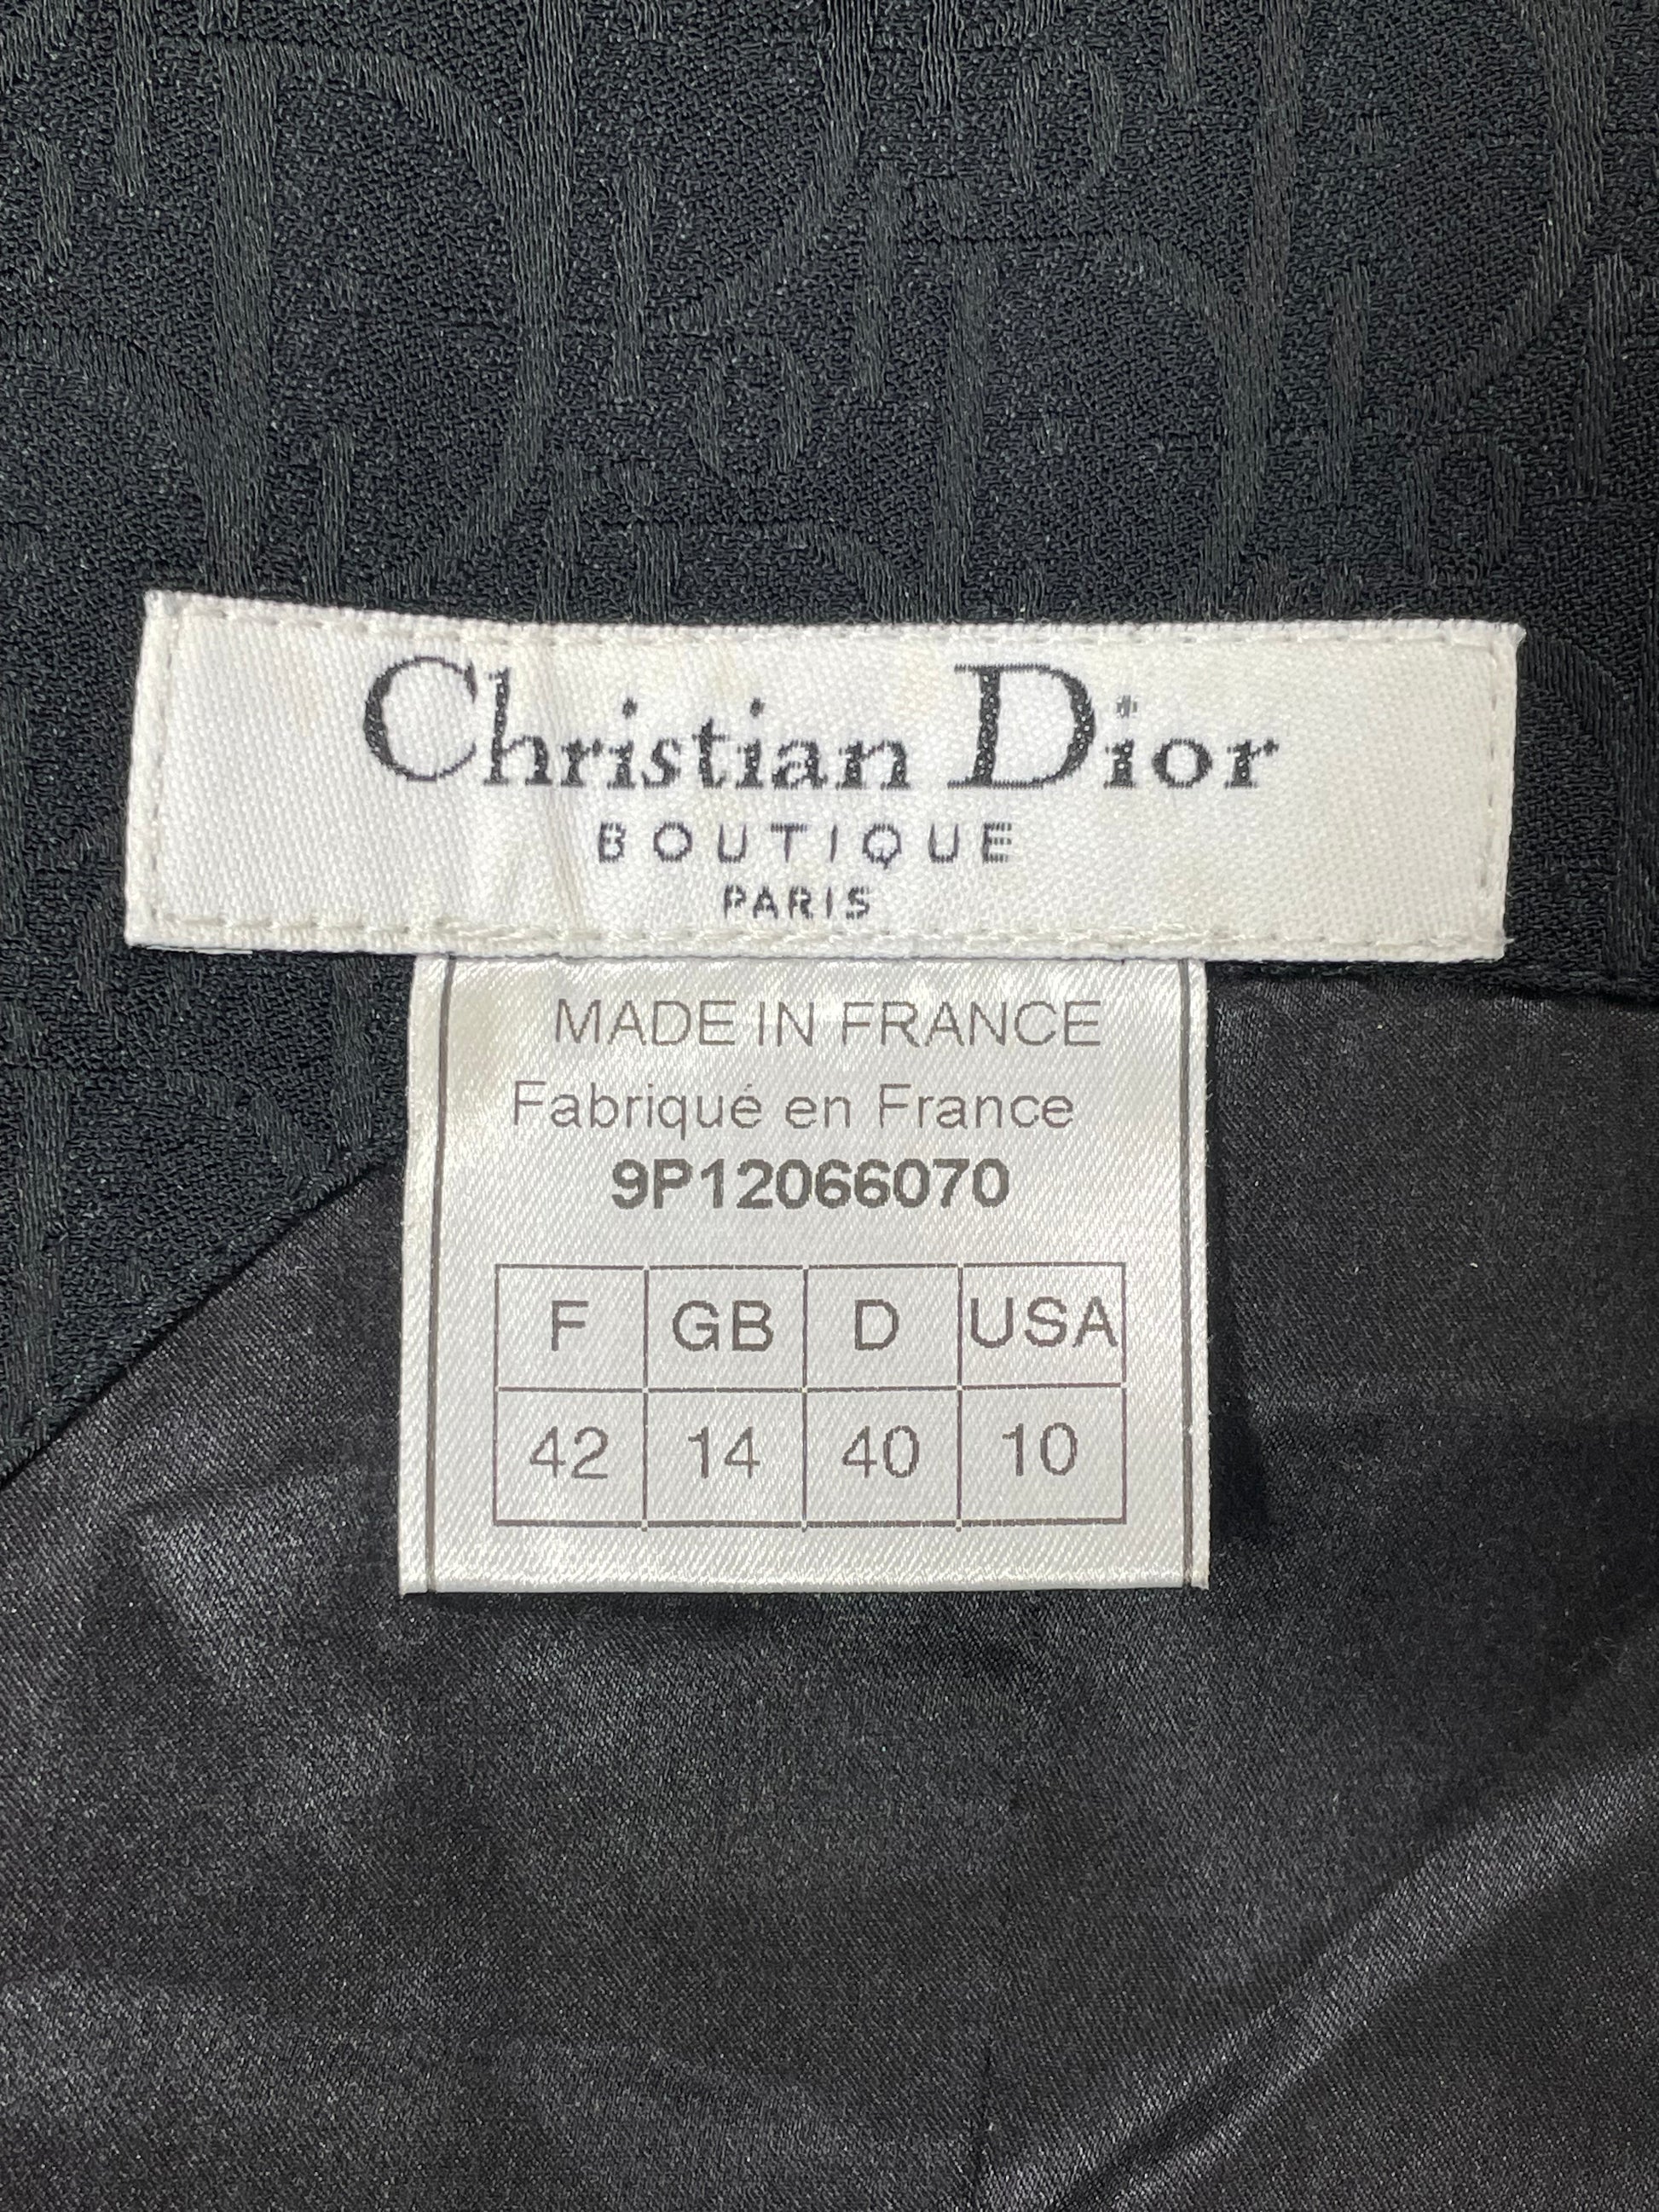 Christian Dior
BOUTIQUE
PARIS
MADE IN FRANCE
Fabriqué en France
9P12066070
F GB D USA
42 14 40 10